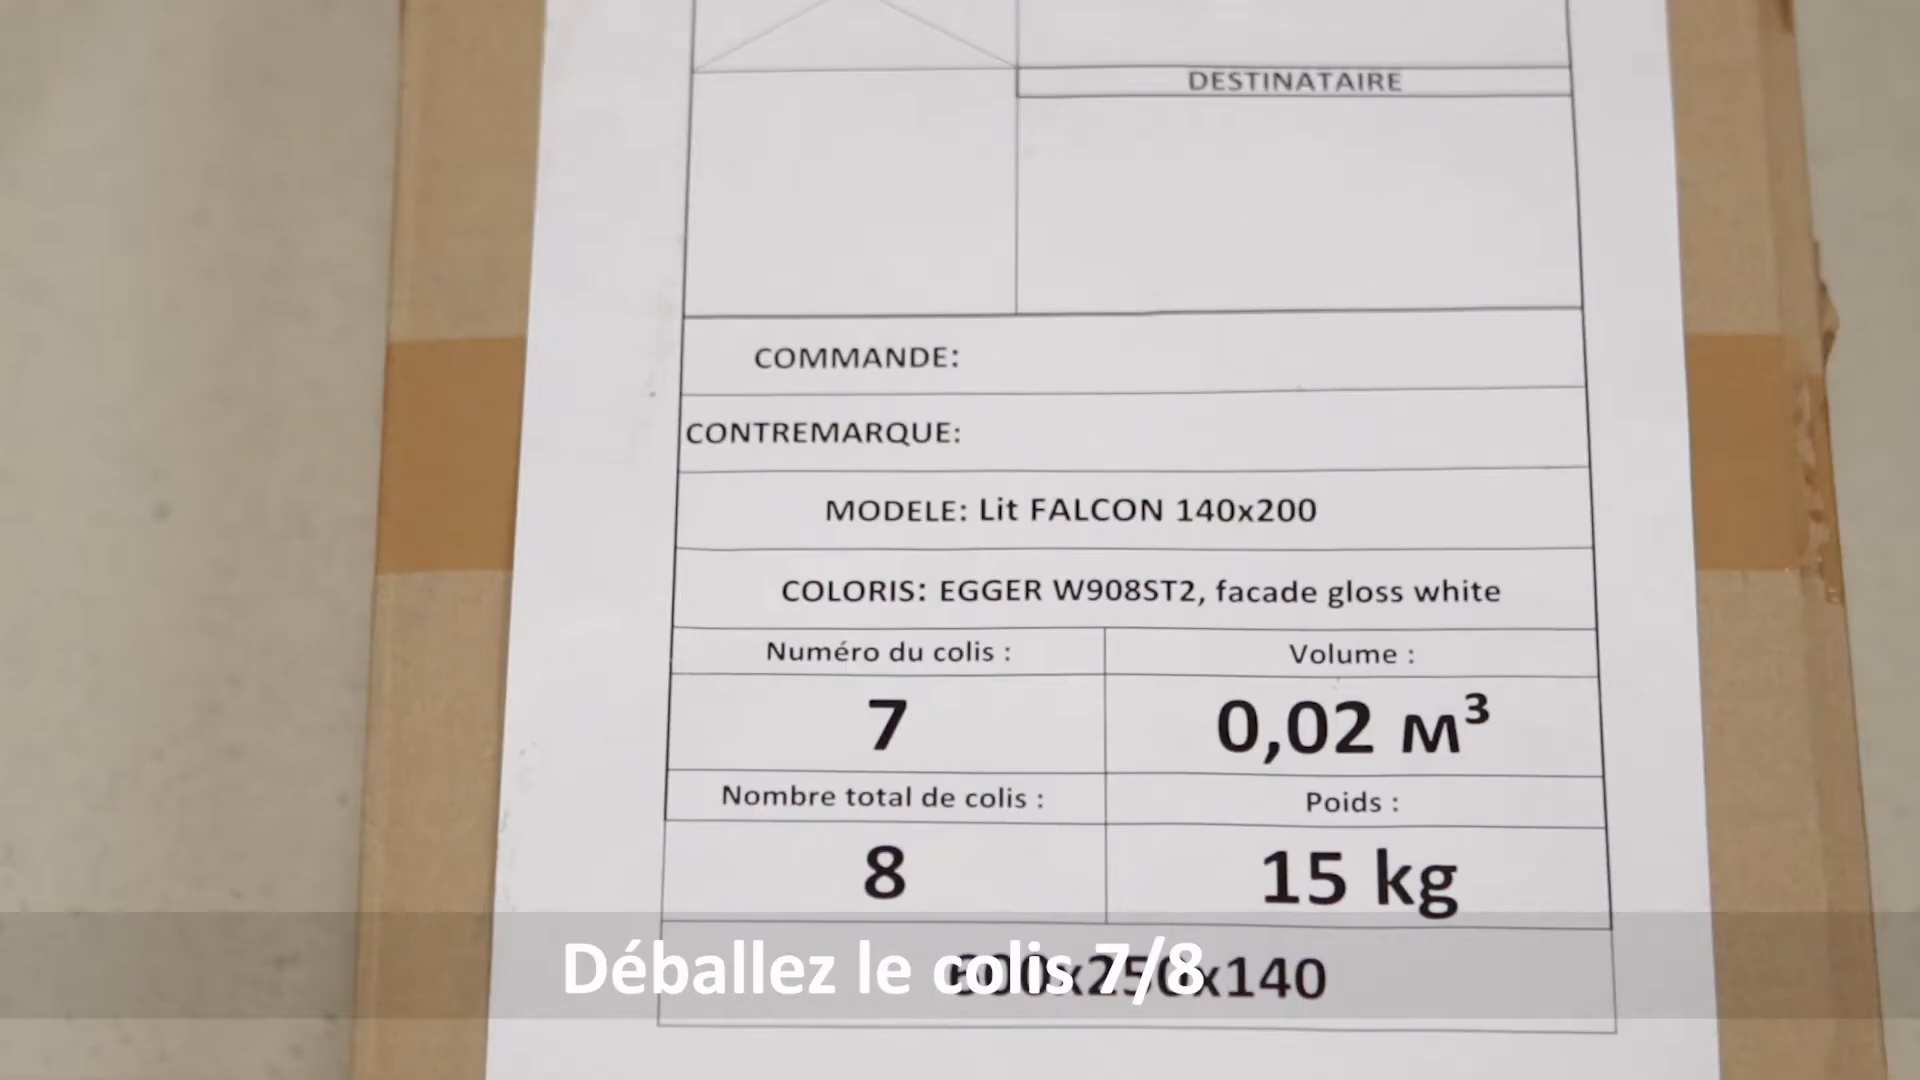 DESTINATAIRE
COMMANDE:
CONTREMARQUE:
MODELE: Lit FALCON 140x200
COLORIS: EGGER W908ST2, facade gloss white
Numéro du colis :
Volume :
7
0,02 м³
Nombre total de colis :
Poids :
8
15 kg
Déballez le colis 7/8